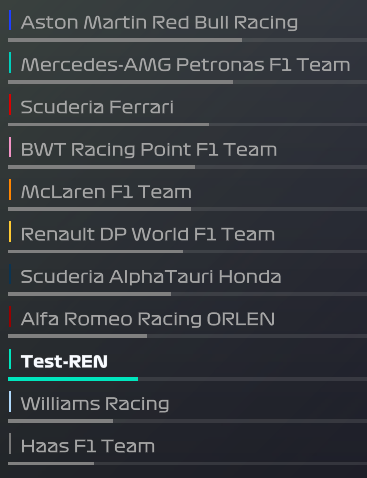 Aston Martin Red Bull Racing
Mercedes-AMG Petronas F1 Team
Scuderia Ferrari
BWT Racing Point F1 Team
McLaren F1 Team
Renault DP World F1 Team
Scuderia AlphaTauri Honda
Alfa Romeo Racing ORLEN
Test-REN
Williams Racing
Haas F1 Team